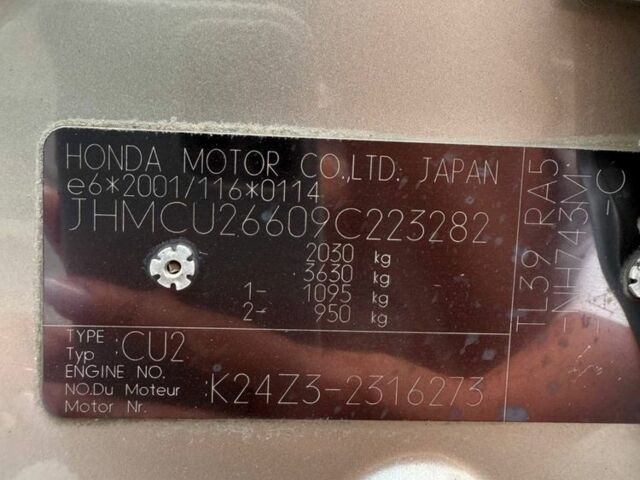 HONDA MOTOR CO.,LTD. JAPAN
e6*2001/116*0114
JHMCU26609C223282
2030 kg
3630 kg
1- 1095 kg
2- 950 kg
TYPE
Typ : CU2
ENGINE NO.
NO.Du Moteur : K24Z3-2316273
Motor Nr.
TL39 RA5
-NH743M-
-C